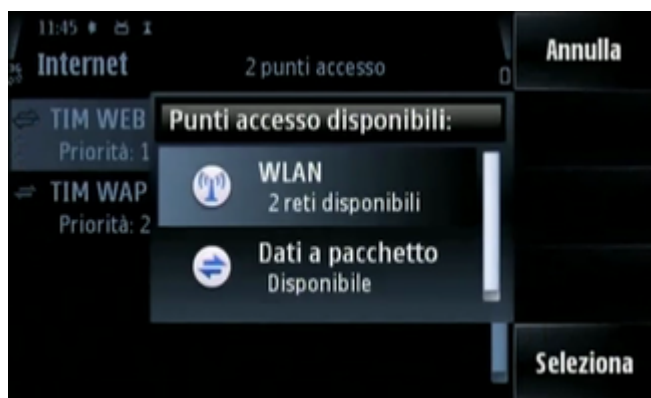 11:45
Internet
2 punti accesso
Annulla
TIM WEB
Priorità: 1
TIM WAP
Priorità: 2
Punti accesso disponibili:
WLAN
2 reti disponibili
Dati a pacchetto
Disponibile
Seleziona